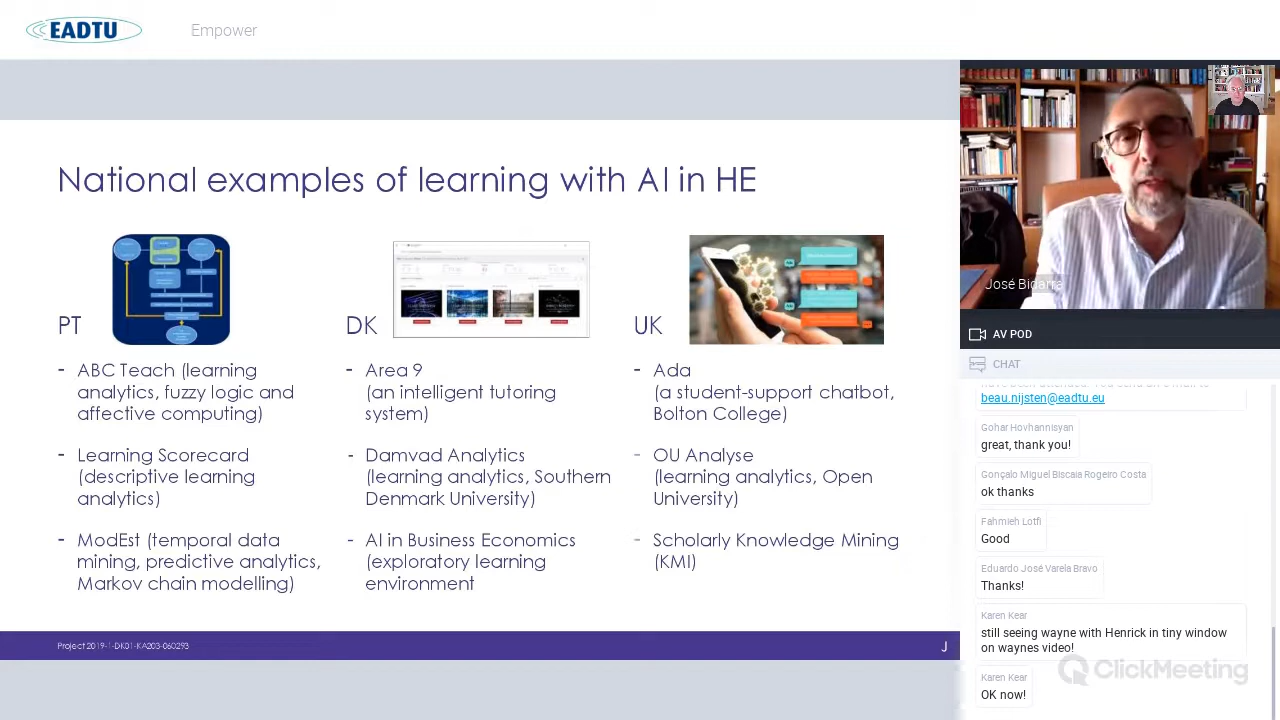 EADTU
Empower
National examples of learning with AI in HE
PT
- ABC Teach (learning
analytics, fuzzy logic and
affective computing)
- Learning Scorecard
(descriptive learning
analytics)
- ModEst (temporal data
mining, predictive analytics,
Markov chain modelling)
DK
- Area 9
(an intelligent tutoring
system)
- Damvad Analytics
(learning analytics, Southern
Denmark University)
- AI in Business Economics
(exploratory learning
environment
UK
Ada
Ada
- Ada
(a student-support chatbot,
Bolton College)
- OU Analyse
(learning analytics, Open
University)
- Scholarly Knowledge Mining
(KMI)
Project 2019-1-DK01-KA203-060293
J
José Bidarra
AV POD
CHAT
beau.nijsten@eadtu.eu
Gohar Hovhannisyan
great, thank you!
Gonçalo Miguel Biscaia Rogeiro Costa
ok thanks
Fahmieh Lotfi
Good
Eduardo José Varela Bravo
Thanks!
Karen Kear
still seeing wayne with Henrick in tiny window
on waynes video!
Karen Kear
OK now!
ClickMeeting